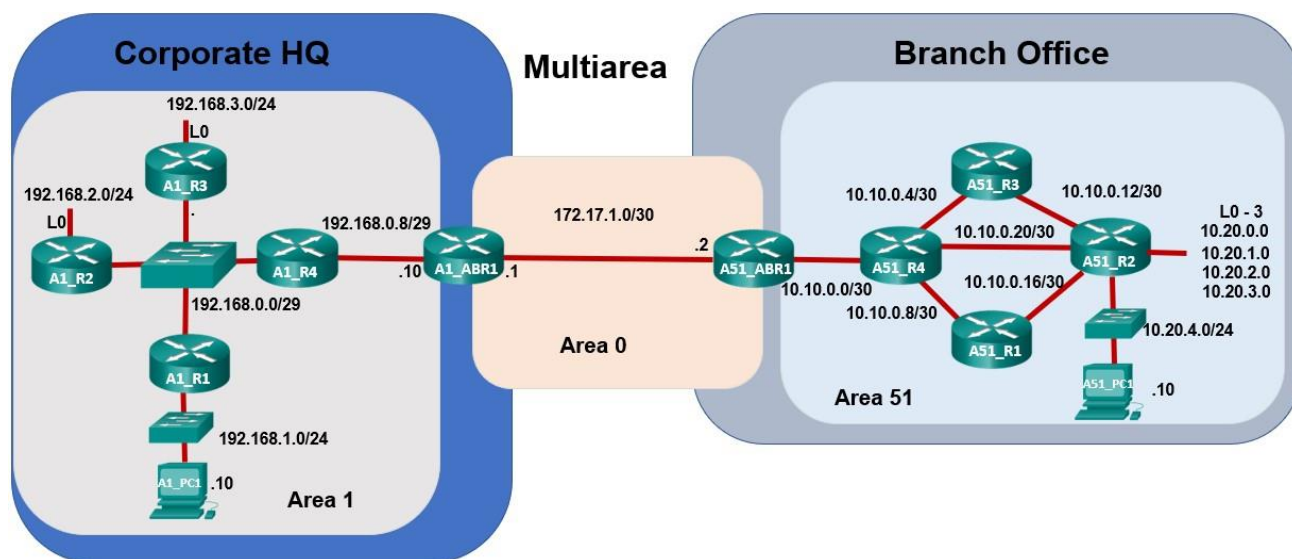 Corporate HQ
Multiarea
Branch Office
192.168.3.0/24
L0
A1_R3
192.168.2.0/24
L0
A1_R2
.
192.168.0.8/29
A1_R4
.10
A1_ABR1
.1
192.168.0.0/29
A1_R1
192.168.1.0/24
A1_PC1
.10
Area 1
172.17.1.0/30
.2
A51_ABR1
Area 0
10.10.0.0/30
A51_R4
10.10.0.4/30
A51_R3
10.10.0.12/30
10.10.0.20/30
A51_R2
10.10.0.16/30
10.10.0.8/30
A51_R1
L0 - 3
10.20.0.0
10.20.1.0
10.20.2.0
10.20.3.0
10.20.4.0/24
A51_PC1
.10
Area 51